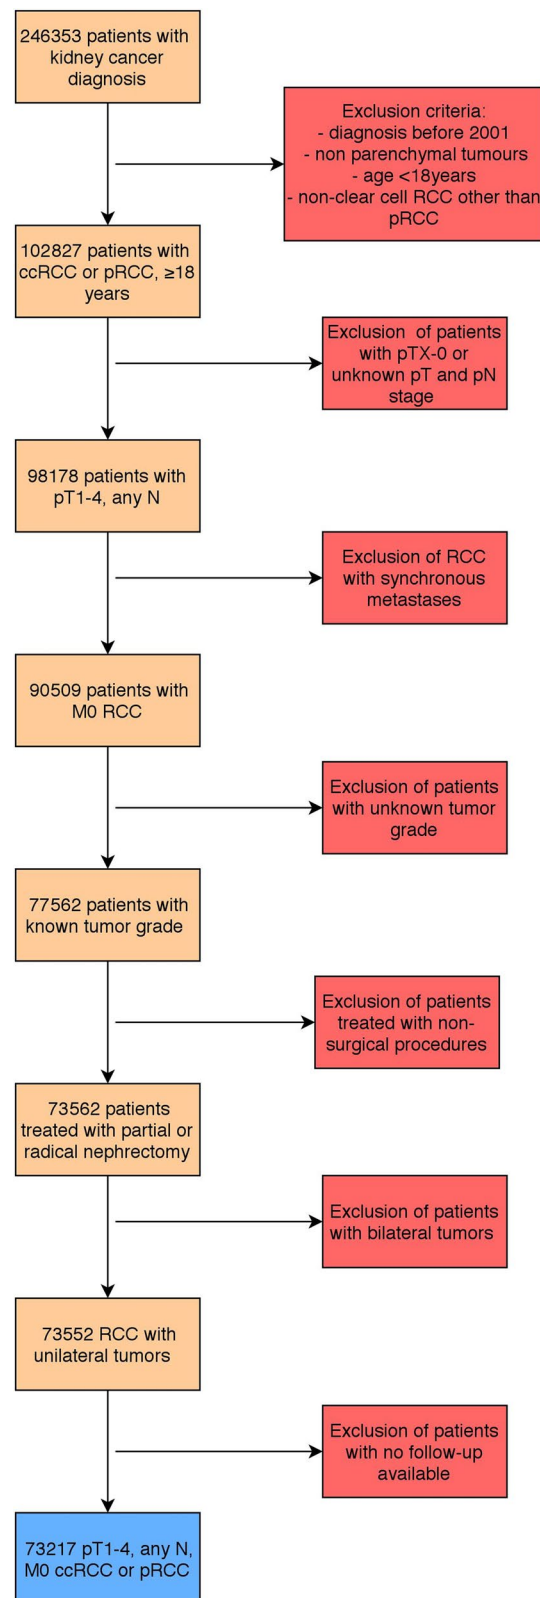 246353 patients with
kidney cancer
diagnosis
Exclusion criteria:
- diagnosis before 2001
- non parenchymal tumours
- age <18years
- non-clear cell RCC other than
pRCC
102827 patients with
ccRCC or pRCC, ≥18
years
Exclusion of patients
with pTX-0 or
unknown pT and pN
stage
98178 patients with
pT1-4, any N
Exclusion of RCC
with synchronous
metastases
90509 patients with
M0 RCC
Exclusion of patients
with unknown tumor
grade
77562 patients with
known tumor grade
Exclusion of patients
treated with non-
surgical procedures
73562 patients
treated with partial or
radical nephrectomy
Exclusion of patients
with bilateral tumors
73552 RCC with
unilateral tumors
Exclusion of patients
with no follow-up
available
73217 pT1-4, any N,
M0 ccRCC or pRCC